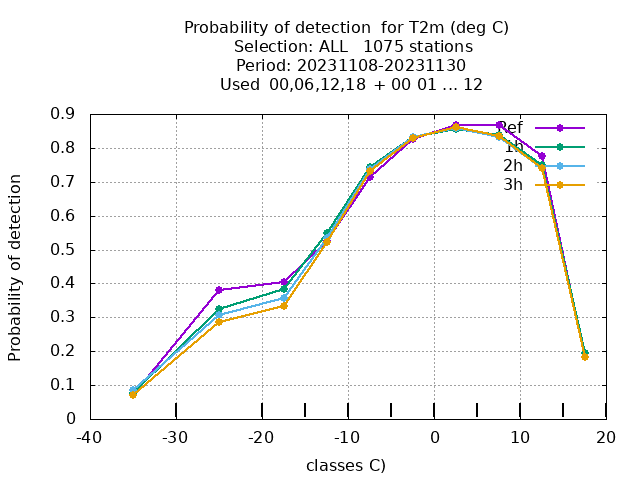 Probability of detection  for T2m (deg C)
Selection: ALL   1075 stations
Period: 20231108-20231130
Used  00,06,12,18  + 00 01 ... 12
0.9
0.8
0.7
0.6
0.5
0.4
0.3
0.2
0.1
0
Probability of detection
Ref
1h
2h
3h
-40
-30
-20
-10
0
10
20
classes C)